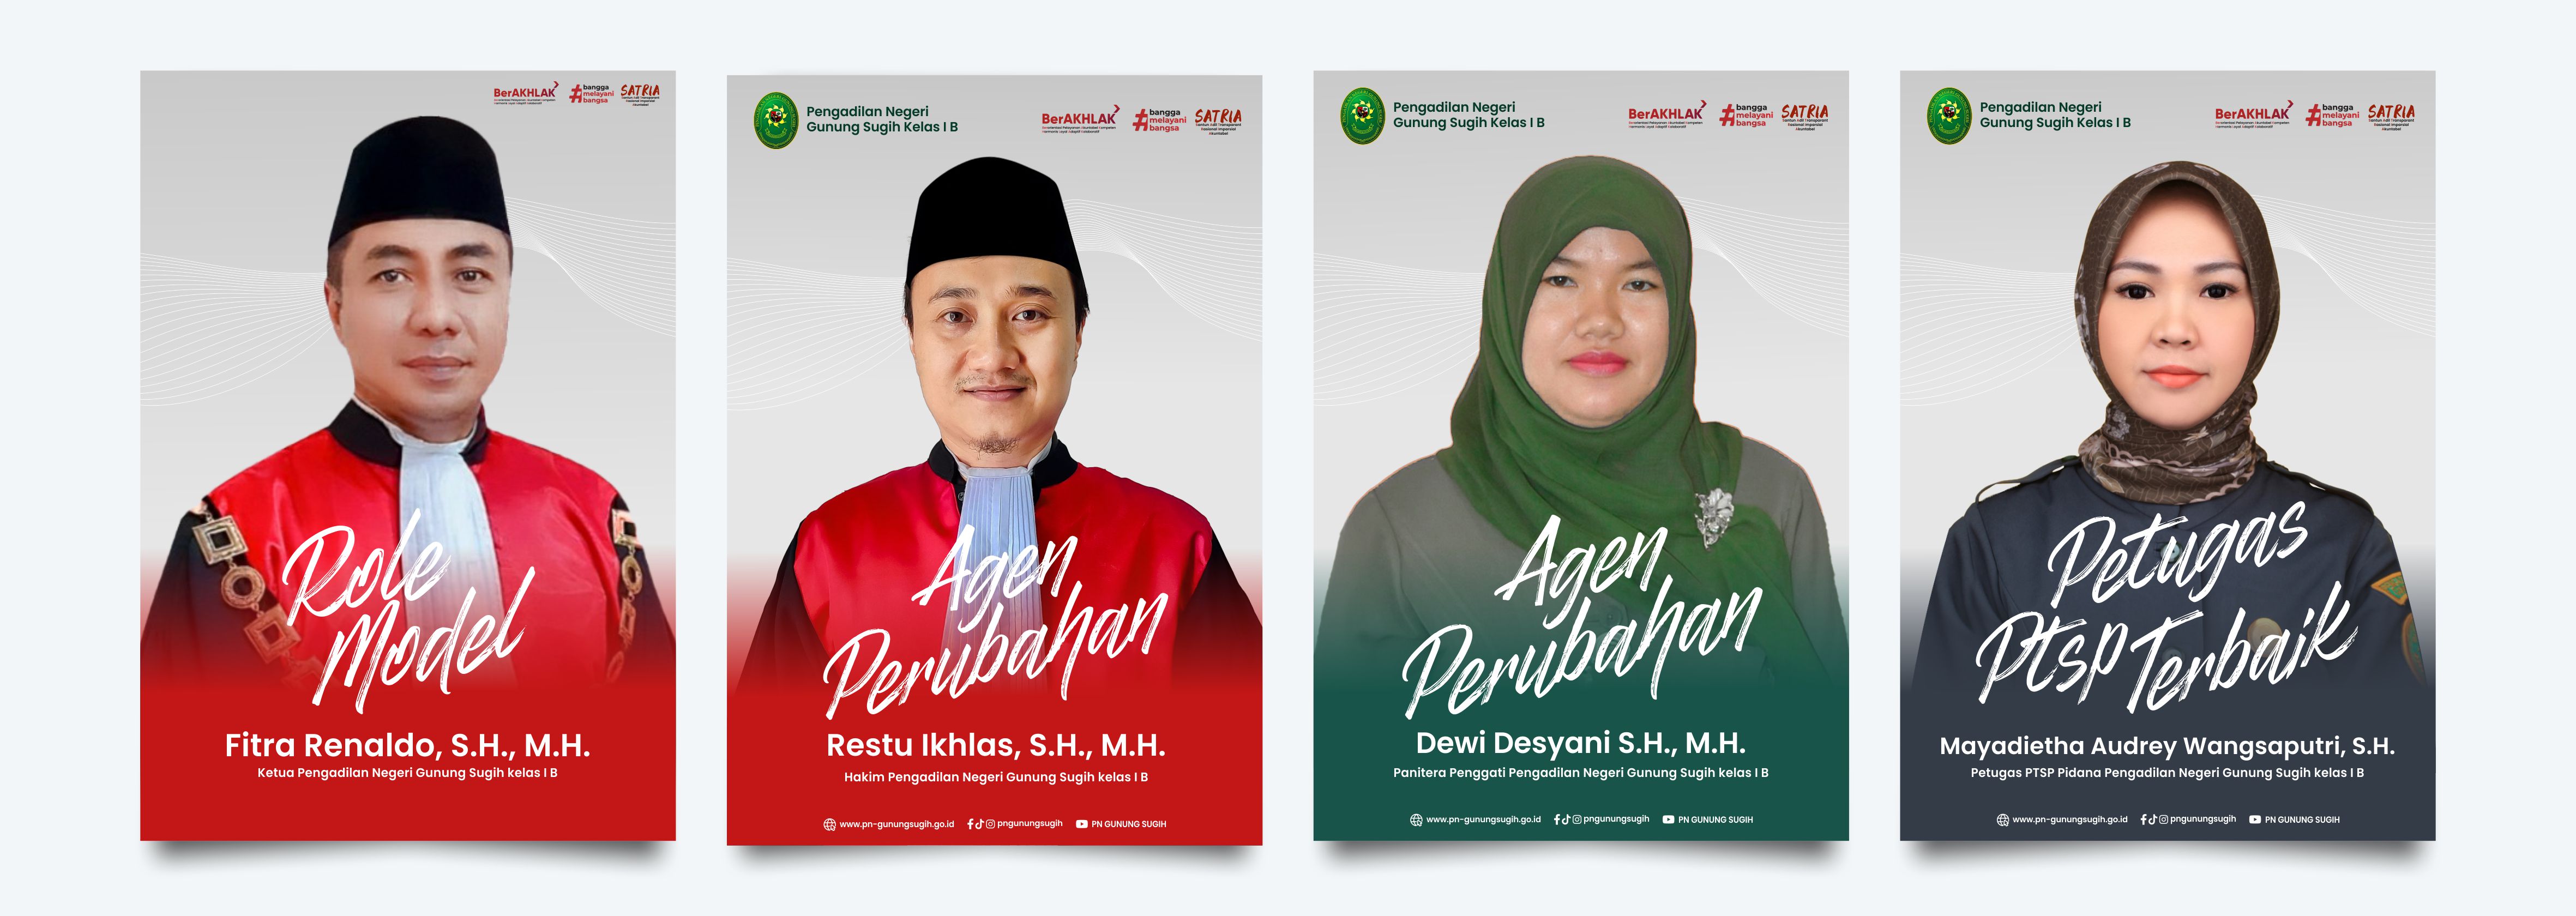 BerAKHLAK
#bangga
melayani
bangsa
SATRIA
Role
Model
Fitra Renaldo, S.H., M.H.
Ketua Pengadilan Negeri Gunung Sugih kelas I B
Pengadilan Negeri
Gunung Sugih Kelas I B
BerAKHLAK
#bangga
melayani
bangsa
SATRIA
Agen
Perubahan
Restu Ikhlas, S.H., M.H.
Hakim Pengadilan Negeri Gunung Sugih kelas I B
www.pn-gunungsugih.go.id pngunungsugih PN GUNUNG SUGIH
Pengadilan Negeri
Gunung Sugih Kelas I B
BerAKHLAK
#bangga
melayani
bangsa
SATRIA
Agen
Perubahan
Dewi Desyani S.H., M.H.
Panitera Penggati Pengadilan Negeri Gunung Sugih kelas I B
www.pn-gunungsugih.go.id pngunungsugih PN GUNUNG SUGIH
Pengadilan Negeri
Gunung Sugih Kelas I B
BerAKHLAK
#bangga
melayani
bangsa
SATRIA
Petugas
Ptsp Terbaik
Mayadietha Audrey Wangsaputri, S.H.
Petugas PTSP Pidana Pengadilan Negeri Gunung Sugih kelas I B
www.pn-gunungsugih.go.id pngunungsugih PN GUNUNG SUGIH